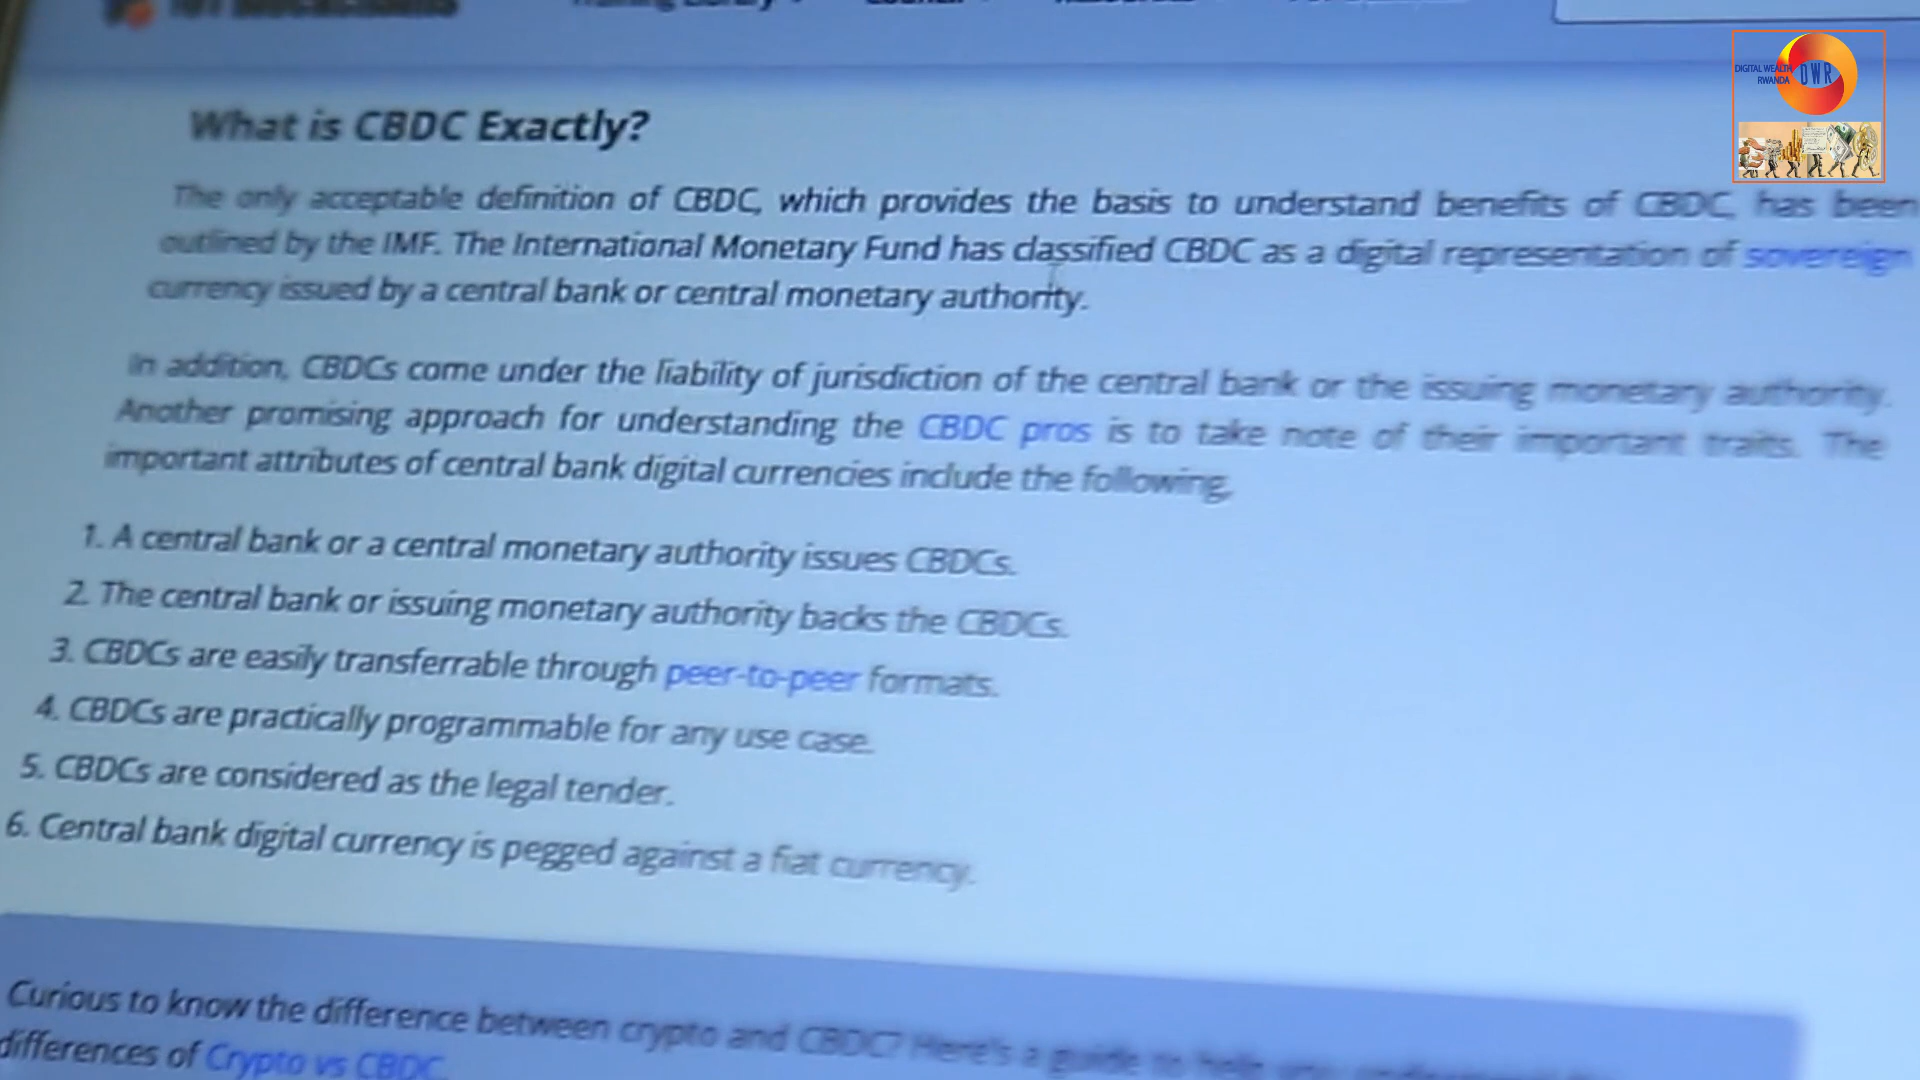 What is CBDC Exactly?
The only acceptable definition of CBDC, which provides the basis to understand benefits of CBDC, has been
outlined by the IMF. The International Monetary Fund has classified CBDC as a digital representation of sovereign
currency issued by a central bank or central monetary authority.
In addition, CBDCs come under the liability of jurisdiction of the central bank or the issuing monetary authority.
Another promising approach for understanding the CBDC pros is to take note of their important traits. The
important attributes of central bank digital currencies include the following,
1. A central bank or a central monetary authority issues CBDCs.
2. The central bank or issuing monetary authority backs the CBDCs.
3. CBDCs are easily transferrable through peer-to-peer formats.
4. CBDCs are practically programmable for any use case.
5. CBDCs are considered as the legal tender.
6. Central bank digital currency is pegged against a fiat currency.
Curious to know the difference between crypto and CBDC? Here's a guide to help you
differences of Crypto vs CBDC.
DIGITAL WEALTH
RWANDA
DWR